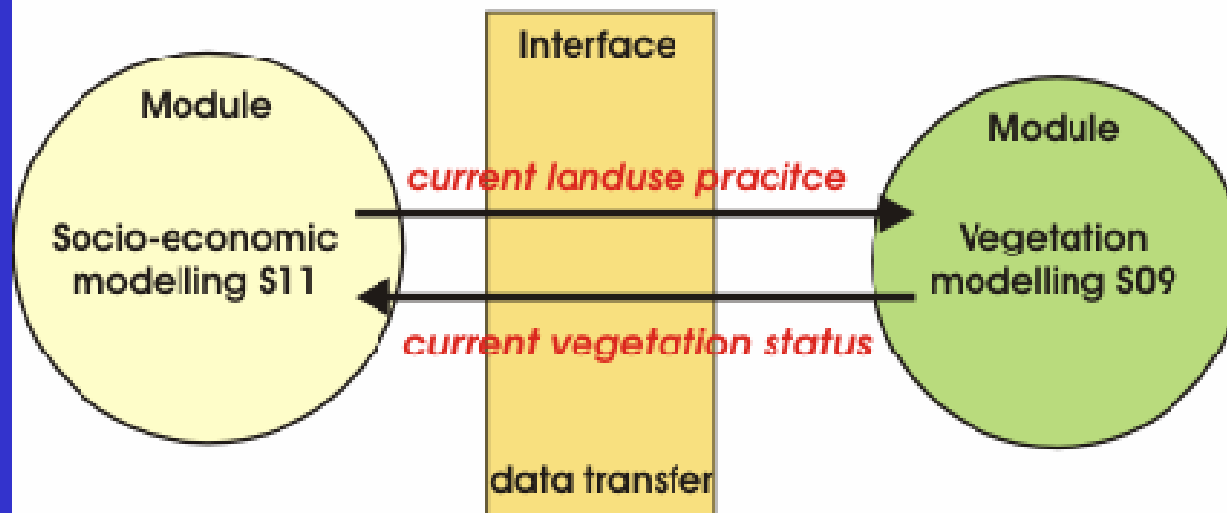 Interface
Module
Module
current landuse pracitce
Socio-economic
modelling S11
Vegetation
modelling S09
current vegetation status
data transfer